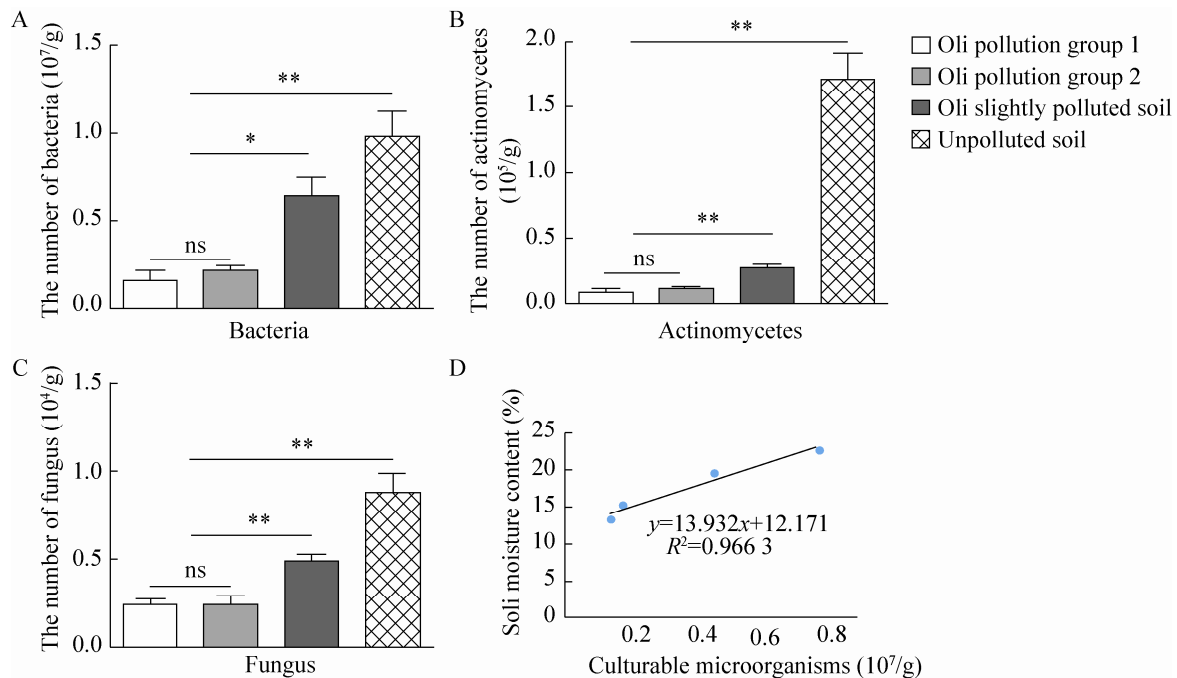 A
The number of bacteria (10⁷/g)
1.5
1.0
0.5
0.0
ns
*
**
Bacteria
B
The number of actinomycetes
(10⁵/g)
2.0
1.5
1.0
0.5
0.0
ns
**
**
Actinomycetes
Oli pollution group 1
Oli pollution group 2
Oli slightly polluted soil
Unpolluted soil
C
The number of fungus (10⁴/g)
1.5
1.0
0.5
0.0
ns
**
**
Fungus
D
Soli moisture content (%)
25
20
15
10
5
0
y=13.932x+12.171
R²=0.966 3
0.2 0.4 0.6 0.8
Culturable microorganisms (10⁷/g)